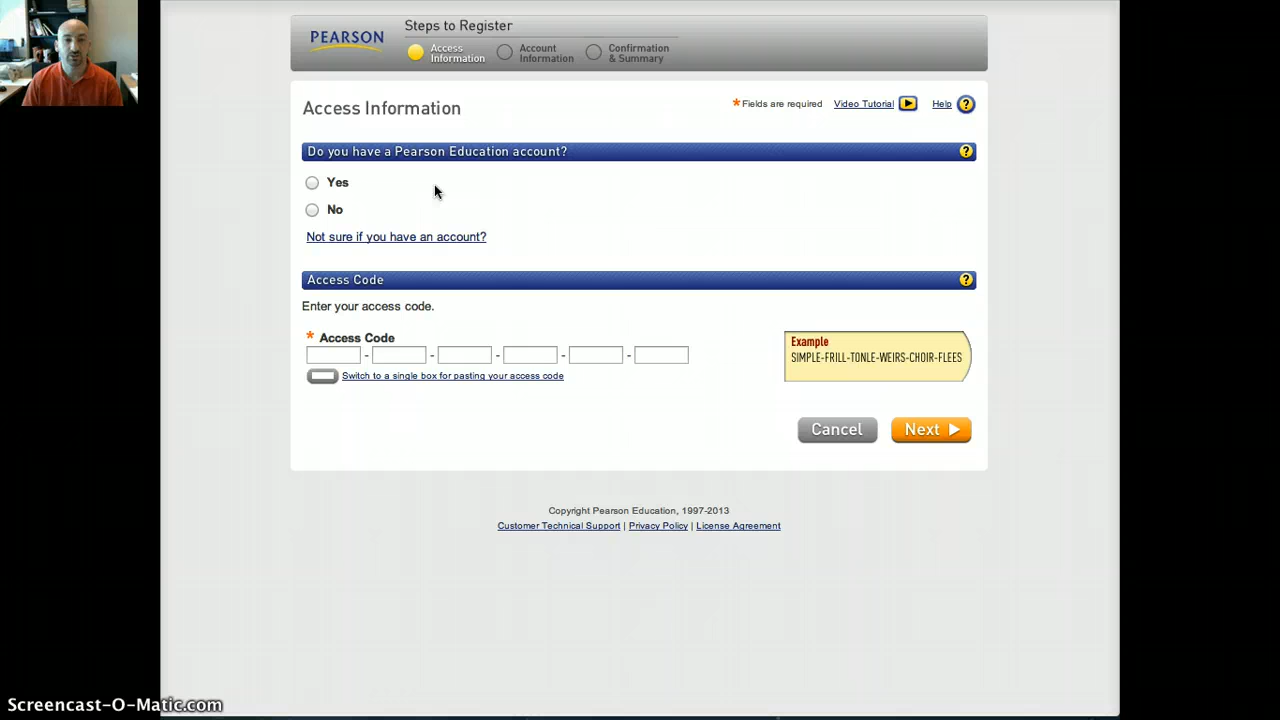 PEARSON
Steps to Register
Access Information
Account Information
Confirmation & Summary
Access Information
*Fields are required
Video Tutorial
Help ?
Do you have a Pearson Education account? ?
Yes
No
Not sure if you have an account?
Access Code ?
Enter your access code.
* Access Code
- - - - -
Switch to a single box for pasting your access code
Example
SIMPLE-FRILL-TONLE-WEIRS-CHOIR-FLEES
Cancel
Next
Copyright Pearson Education, 1997-2013
Customer Technical Support | Privacy Policy | License Agreement
Screencast-O-Matic.com